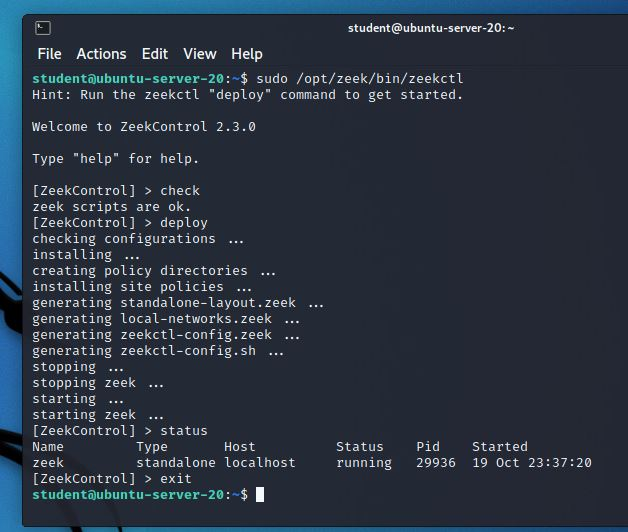 student@ubuntu-server-20: ~
File Actions Edit View Help
student@ubuntu-server-20:~$ sudo /opt/zeek/bin/zeekctl
Hint: Run the zeekctl "deploy" command to get started.
Welcome to ZeekControl 2.3.0
Type "help" for help.
[ZeekControl] > check
zeek scripts are ok.
[ZeekControl] > deploy
checking configurations ...
installing ...
creating policy directories ...
installing site policies ...
generating standalone-layout.zeek ...
generating local-networks.zeek ...
generating zeekctl-config.zeek ...
generating zeekctl-config.sh ...
stopping ...
stopping zeek ...
starting ...
starting zeek ...
[ZeekControl] > status
Name Type Host Status Pid Started
zeek standalone localhost running 29936 19 Oct 23:37:20
[ZeekControl] > exit
student@ubuntu-server-20:~$